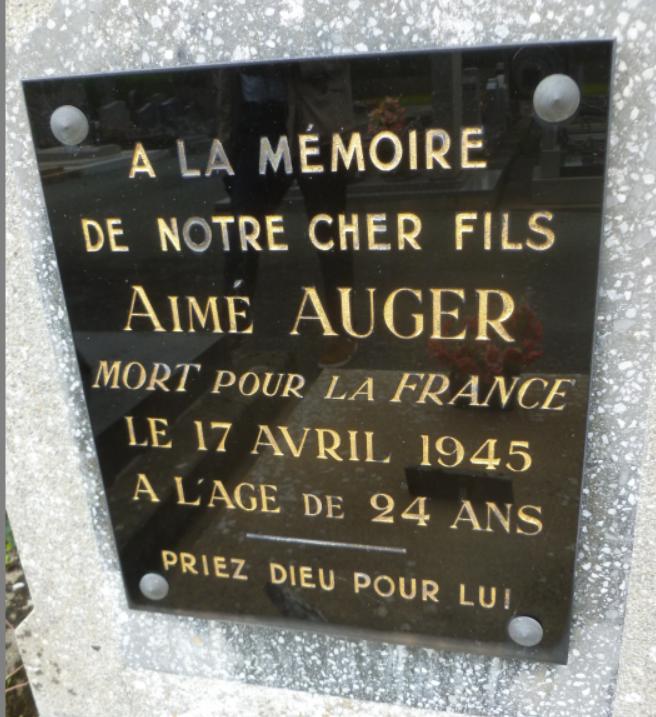 A LA MÉMOIRE
DE NOTRE CHER FILS
AIMÉ AUGER
MORT POUR LA FRANCE
LE 17 AVRIL 1945
A L'AGE DE 24 ANS
PRIEZ DIEU POUR LUI